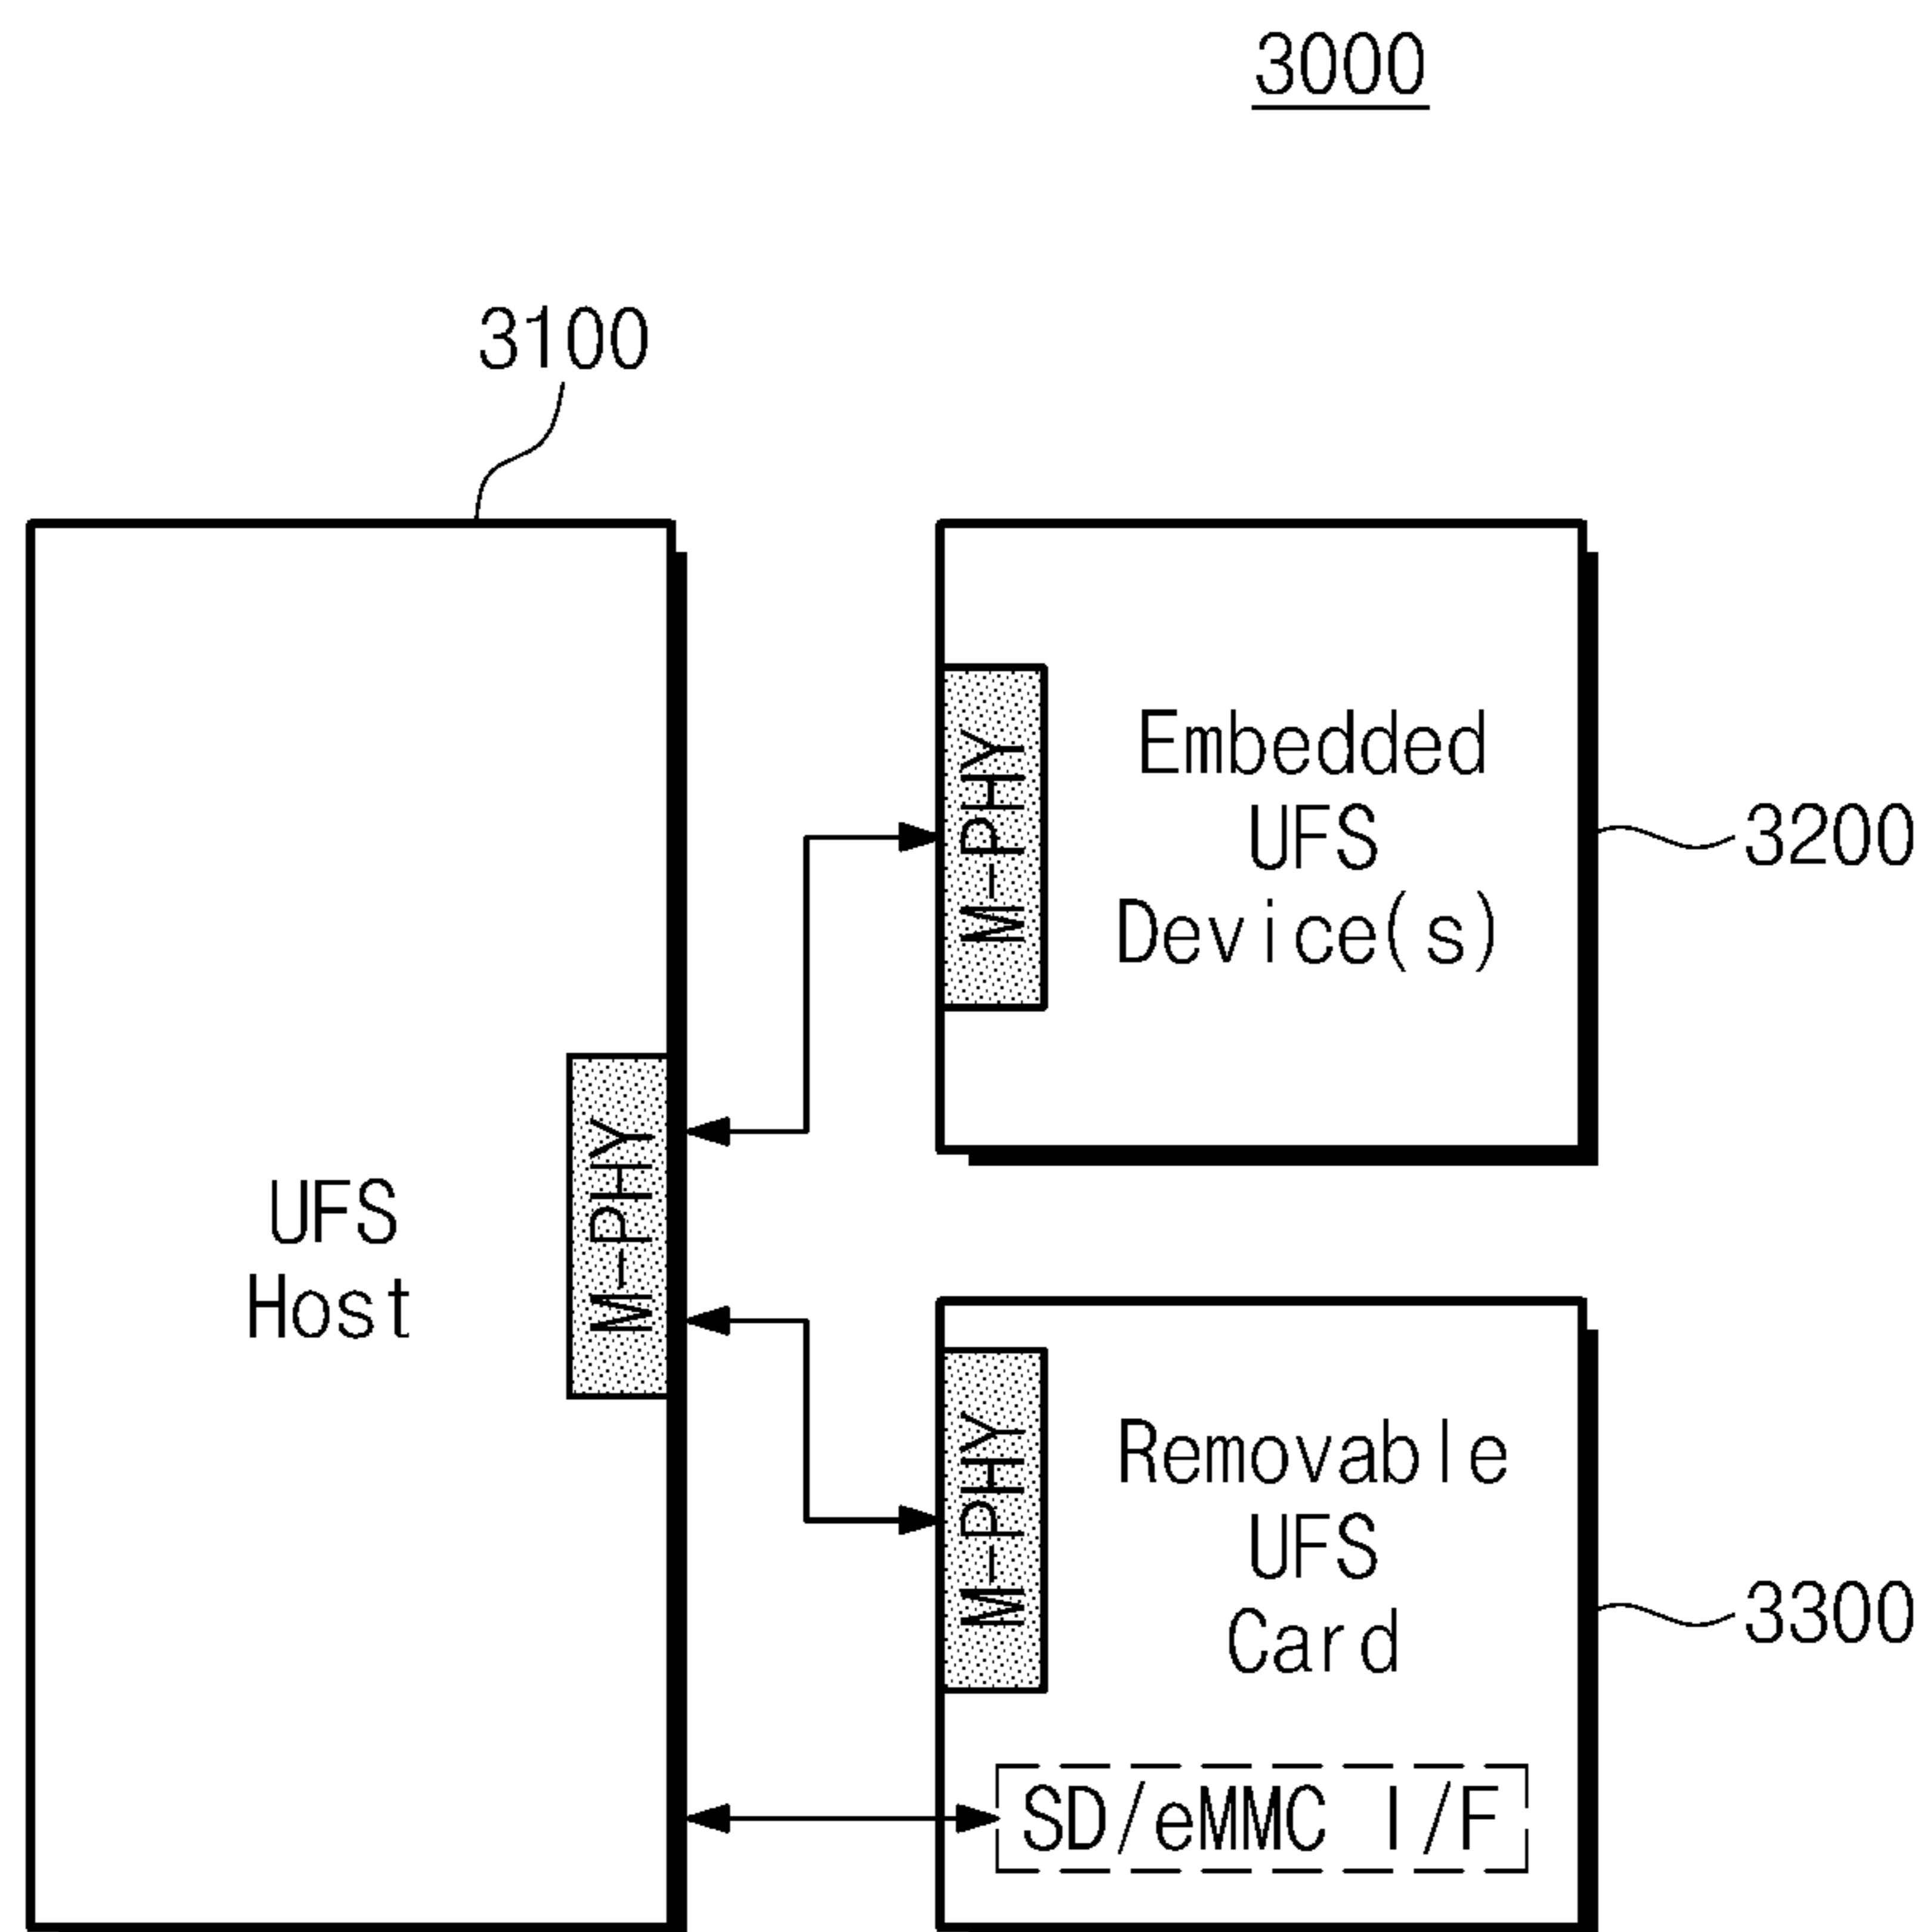 3000
3100
UFS
Host
M-PHY
M-PHY
Embedded
UFS
Device(s)
3200
M-PHY
Removable
UFS
Card
3300
SD/eMMC I/F